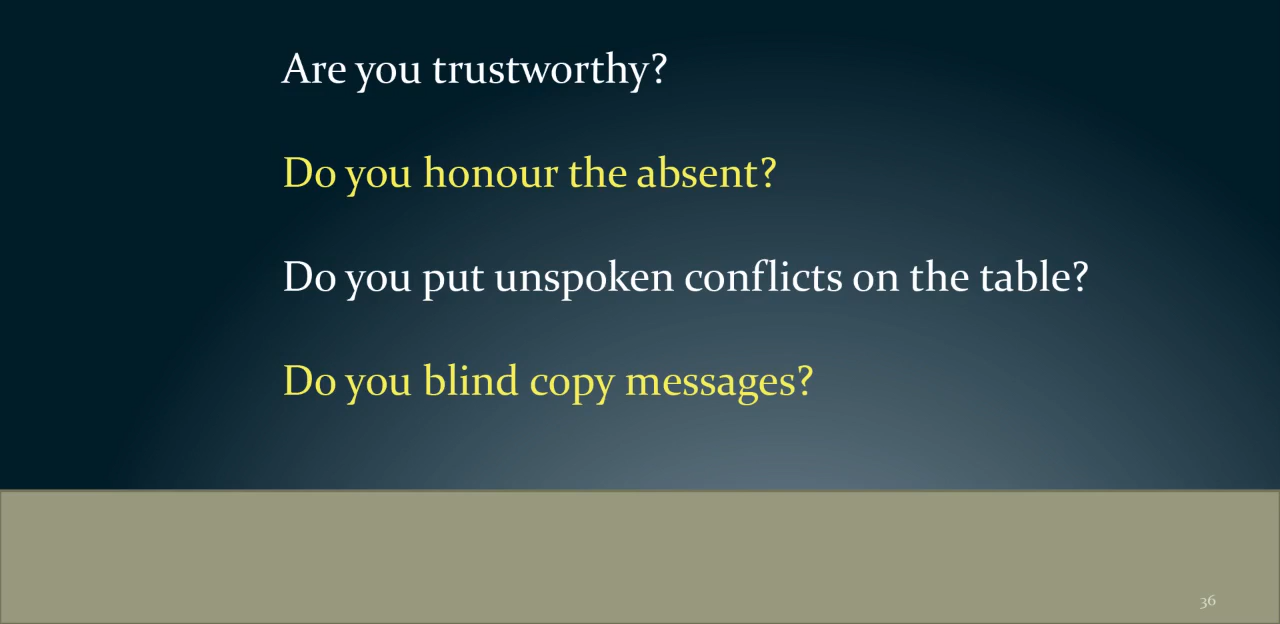 Are you trustworthy?
Do you honour the absent?
Do you put unspoken conflicts on the table?
Do you blind copy messages?
36